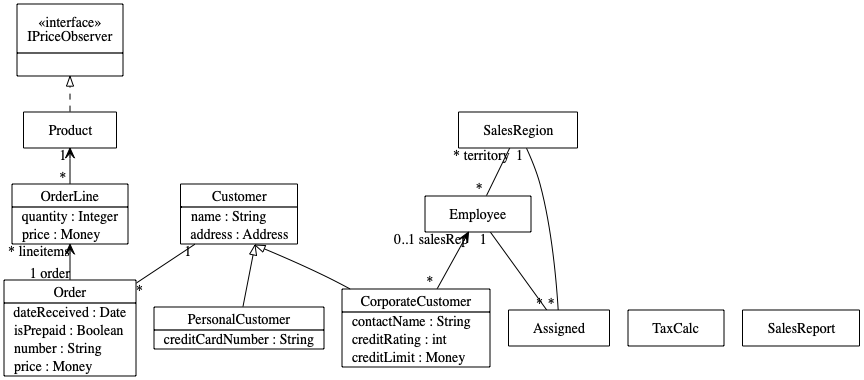 «interface»
IPriceObserver
Product
1
*
OrderLine
quantity : Integer
price : Money
* lineitems
1 order
Order
dateReceived : Date
isPrepaid : Boolean
number : String
price : Money
Customer
name : String
address : Address
1
*
PersonalCustomer
creditCardNumber : String
CorporateCustomer
contactName : String
creditRating : int
creditLimit : Money
SalesRegion
* territory 1
*
Employee
0..1 salesRep 1
*
* *
Assigned
TaxCalc
SalesReport